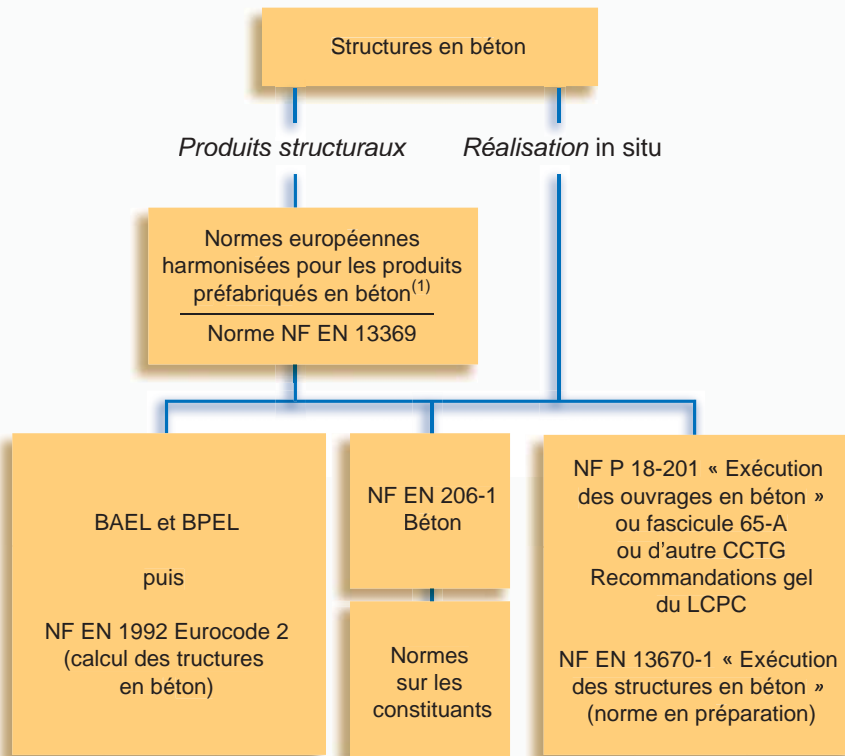 Structures en béton
Produits structuraux
Réalisation in situ
Normes européennes
harmonisées pour les produits
préfabriqués en béton(1)
Norme NF EN 13369
BAEL et BPEL
puis
NF EN 1992 Eurocode 2
(calcul des tructures
en béton)
NF EN 206-1
Béton
Normes
sur les
constituants
NF P 18-201 « Exécution
des ouvrages en béton »
ou fascicule 65-A
ou d'autre CCTG
Recommandations gel
du LCPC
NF EN 13670-1 « Exécution
des structures en béton »
(norme en préparation)